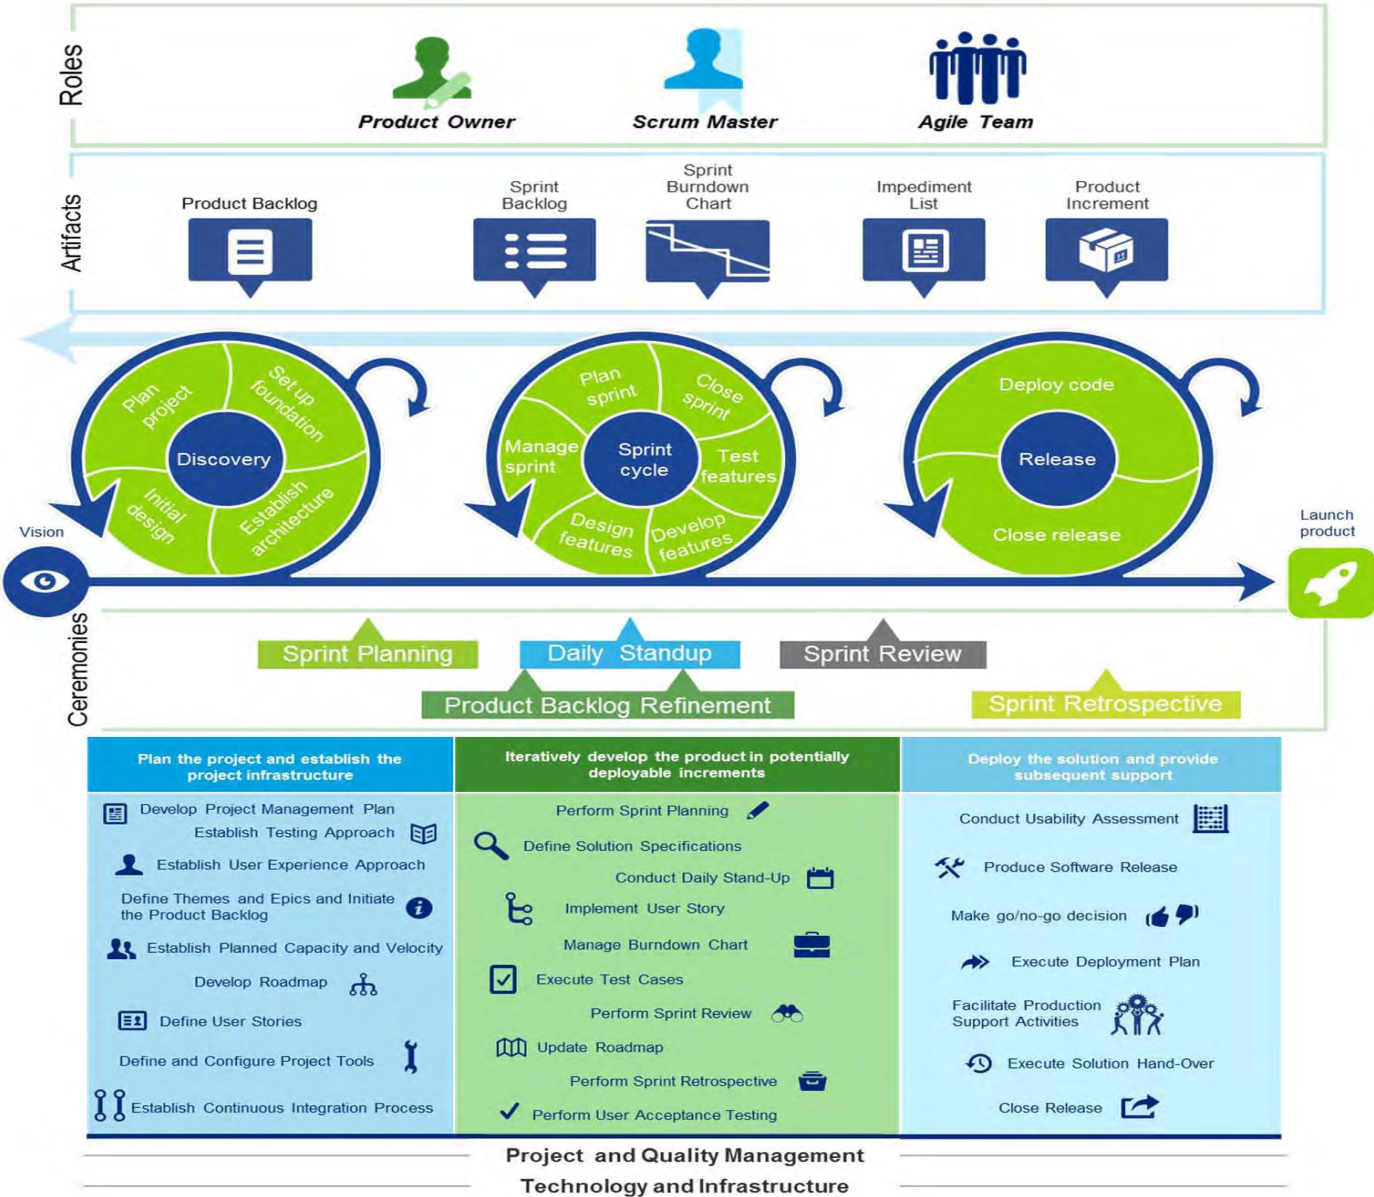 Roles
Product Owner
Scrum Master
Agile Team
Artifacts
Product Backlog
Sprint
Backlog
Sprint
Burndown
Chart
Impediment
List
Product
Increment
Plan
project
Set up
foundation
Discovery
Initial
design
Establish
architecture
Plan
sprint
Close
sprint
Manage
sprint
Sprint
cycle
Test
features
Design
features
Develop
features
Deploy code
Release
Close release
Vision
Launch
product
Ceremonies
Sprint Planning
Daily Standup
Sprint Review
Product Backlog Refinement
Sprint Retrospective
Plan the project and establish the
project infrastructure
Develop Project Management Plan
Establish Testing Approach
Establish User Experience Approach
Define Themes and Epics and Initiate
the Product Backlog
Establish Planned Capacity and Velocity
Develop Roadmap
Define User Stories
Define and Configure Project Tools
Establish Continuous Integration Process
Iteratively develop the product in potentially
deployable increments
Perform Sprint Planning
Define Solution Specifications
Conduct Daily Stand-Up
Implement User Story
Manage Burndown Chart
Execute Test Cases
Perform Sprint Review
Update Roadmap
Perform Sprint Retrospective
Perform User Acceptance Testing
Deploy the solution and provide
subsequent support
Conduct Usability Assessment
Produce Software Release
Make go/no-go decision
Execute Deployment Plan
Facilitate Production
Support Activities
Execute Solution Hand-Over
Close Release
Project and Quality Management
Technology and Infrastructure